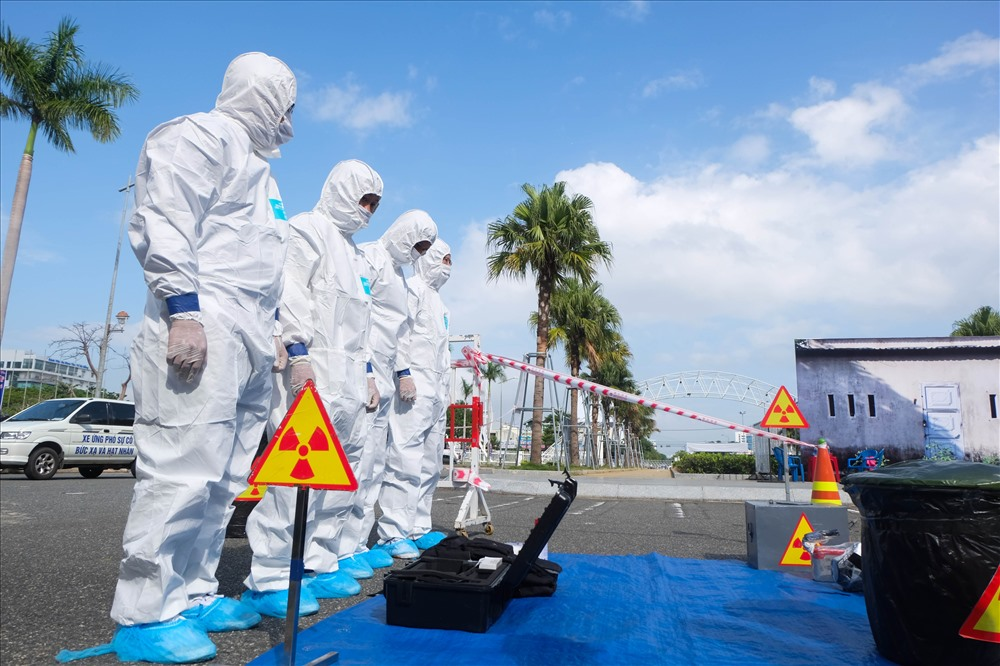 XE ỨNG PHÓ SỰ CỐ
BỨC XẠ VÀ HẠT NHÂN